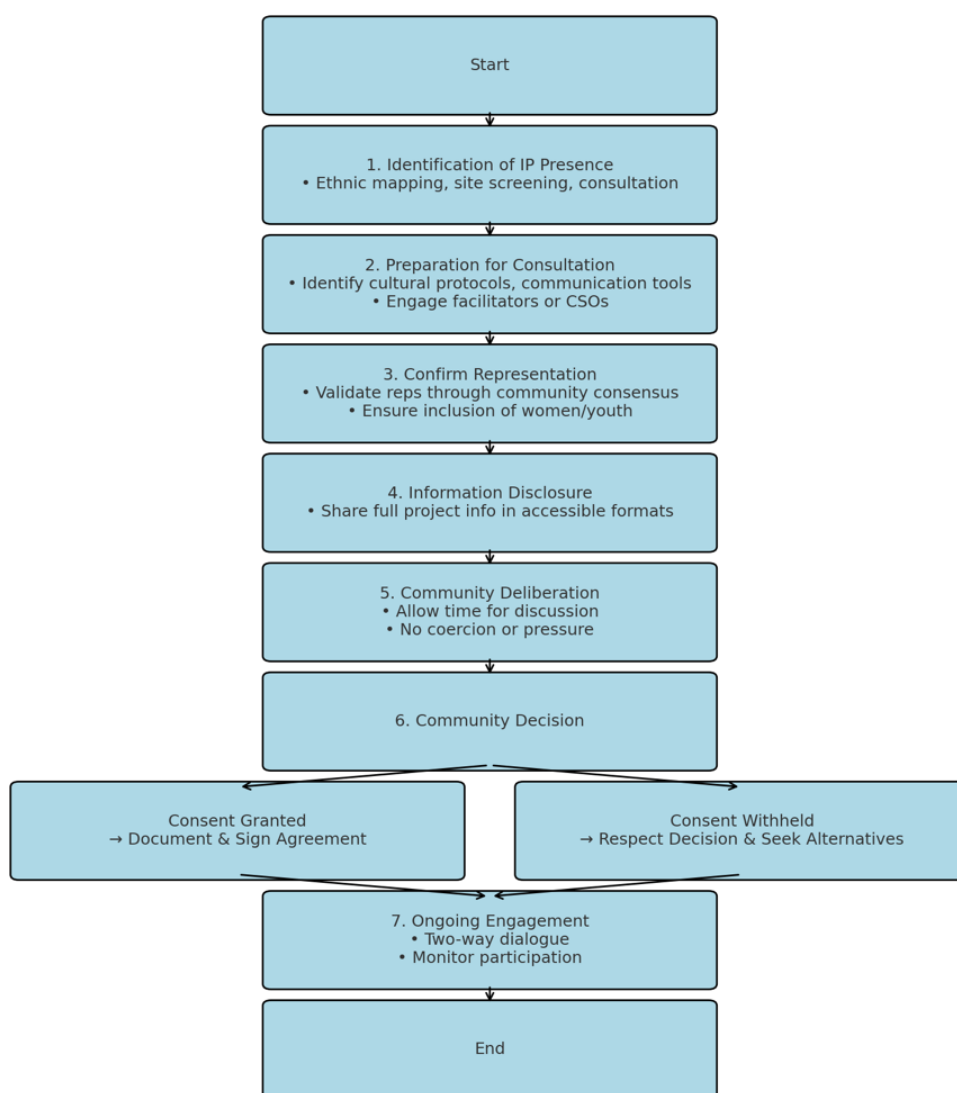 Start
1. Identification of IP Presence
• Ethnic mapping, site screening, consultation
2. Preparation for Consultation
• Identify cultural protocols, communication tools
• Engage facilitators or CSOs
3. Confirm Representation
• Validate reps through community consensus
• Ensure inclusion of women/youth
4. Information Disclosure
• Share full project info in accessible formats
5. Community Deliberation
• Allow time for discussion
• No coercion or pressure
6. Community Decision
Consent Granted
→ Document & Sign Agreement
Consent Withheld
→ Respect Decision & Seek Alternatives
7. Ongoing Engagement
• Two-way dialogue
• Monitor participation
End